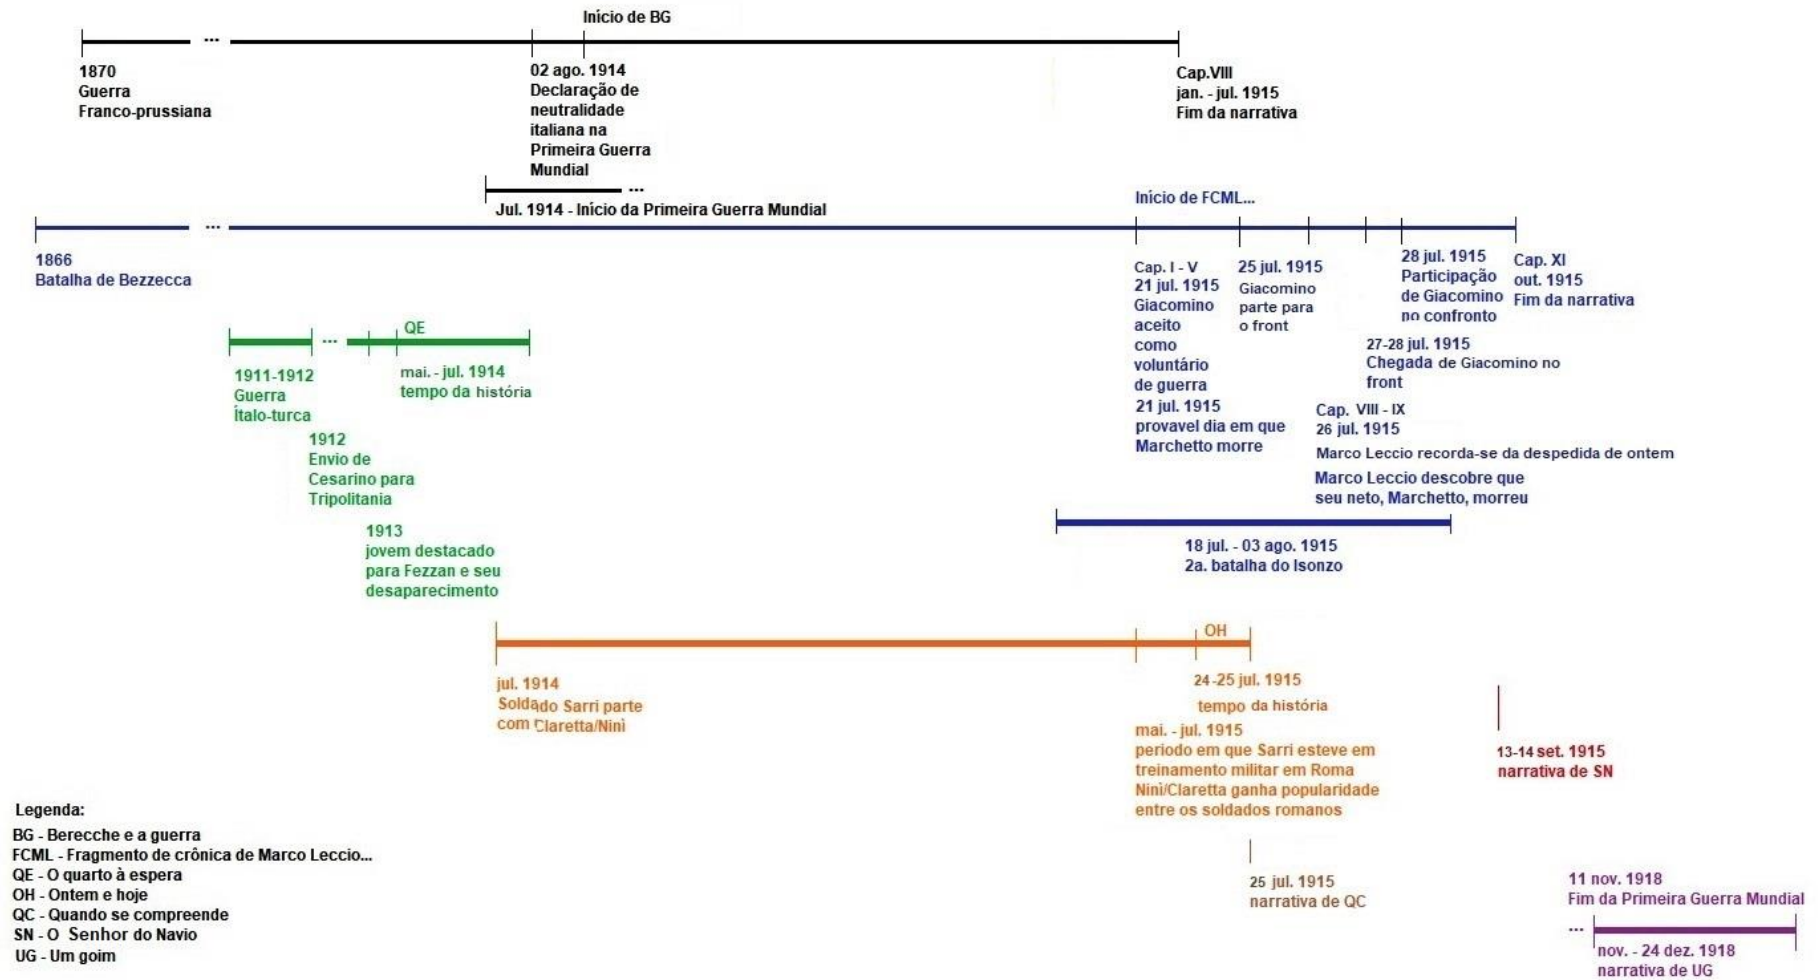 Início de BG
...
1870
Guerra
Franco-prussiana
02 ago. 1914
Declaração de
neutralidade
italiana na
Primeira Guerra
Mundial
Cap.VIII
jan. - jul. 1915
Fim da narrativa
...
Jul. 1914 - Início da Primeira Guerra Mundial
Início de FCML...
...
1866
Batalha de Bezzecca
Cap. I - V
21 jul. 1915
Giacomino
aceito
como
voluntário
de guerra
21 jul. 1915
provavel dia em que
Marchetto morre
25 jul. 1915
Giacomino
parte para
o front
28 jul. 1915
Participação
de Giacomino
no confronto
Cap. XI
out. 1915
Fim da narrativa
27-28 jul. 1915
Chegada de Giacomino no
front
Cap. VIII - IX
26 jul. 1915
Marco Leccio recorda-se da despedida de ontem
Marco Leccio descobre que
seu neto, Marchetto, morreu
18 jul. - 03 ago. 1915
2a. batalha do Isonzo
QE
...
1911-1912
Guerra
Ítalo-turca
mai. - jul. 1914
tempo da história
1912
Envio de
Cesarino para
Tripolitania
1913
jovem destacado
para Fezzan e seu
desaparecimento
OH
jul. 1914
Soldado Sarri parte
com Claretta/Ninì
24-25 jul. 1915
tempo da história
mai. - jul. 1915
periodo em que Sarri esteve em
treinamento militar em Roma
Ninì/Claretta ganha popularidade
entre os soldados romanos
13-14 set. 1915
narrativa de SN
25 jul. 1915
narrativa de QC
11 nov. 1918
Fim da Primeira Guerra Mundial
...
nov. - 24 dez. 1918
narrativa de UG
Legenda:
BG - Berecche e a guerra
FCML - Fragmento de crônica de Marco Leccio...
QE - O quarto à espera
OH - Ontem e hoje
QC - Quando se compreende
SN - O Senhor do Navio
UG - Um goim